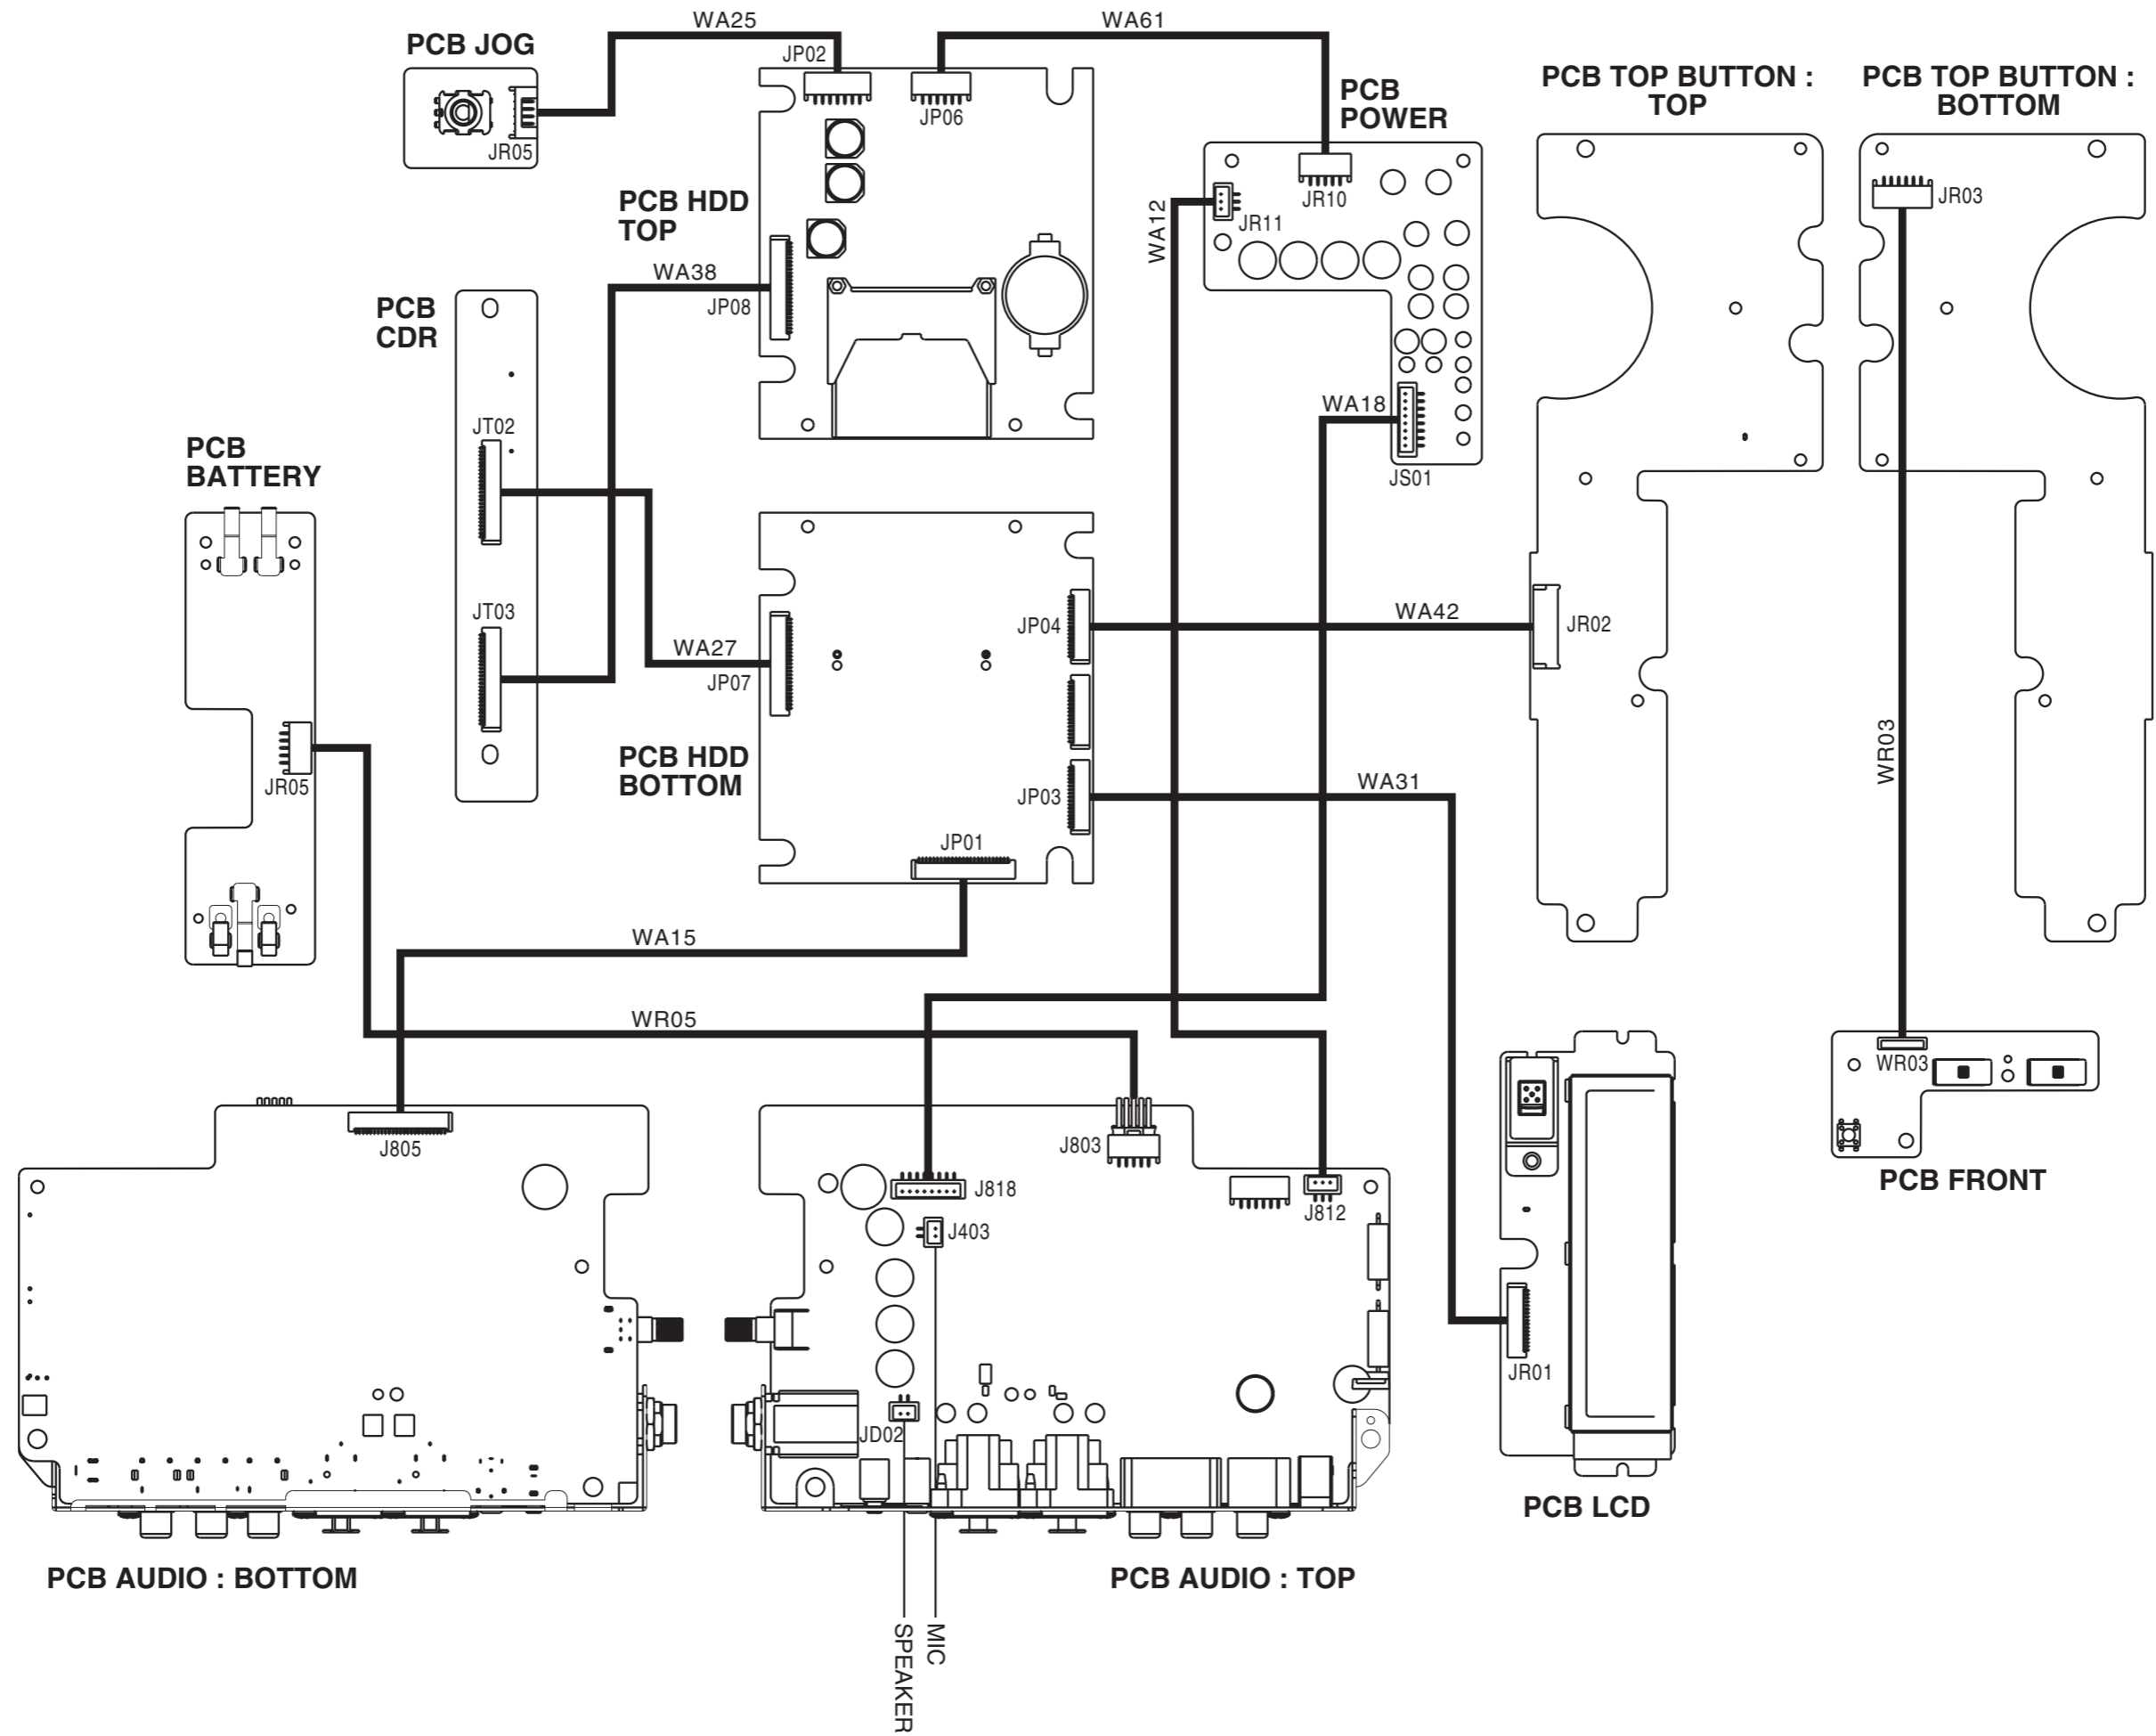 WA25
WA61
PCB JOG
JP02
PCB TOP BUTTON :
TOP
PCB TOP BUTTON :
BOTTOM
PCB
POWER
JP06
JR05
PCB HDD
TOP
JR10
JR11
JR03
WA12
WA38
JP08
PCB
CDR
WA18
JT02
PCB
BATTERY
JS01
JT03
WA42
JP04
JR02
WA27
JP07
WR03
PCB HDD
BOTTOM
JR05
WA31
JP03
JP01
WA15
WR05
WR03
J805
J803
PCB FRONT
J818
J812
J403
JR01
JD02
PCB LCD
PCB AUDIO : BOTTOM
PCB AUDIO : TOP
SPEAKER
MIC